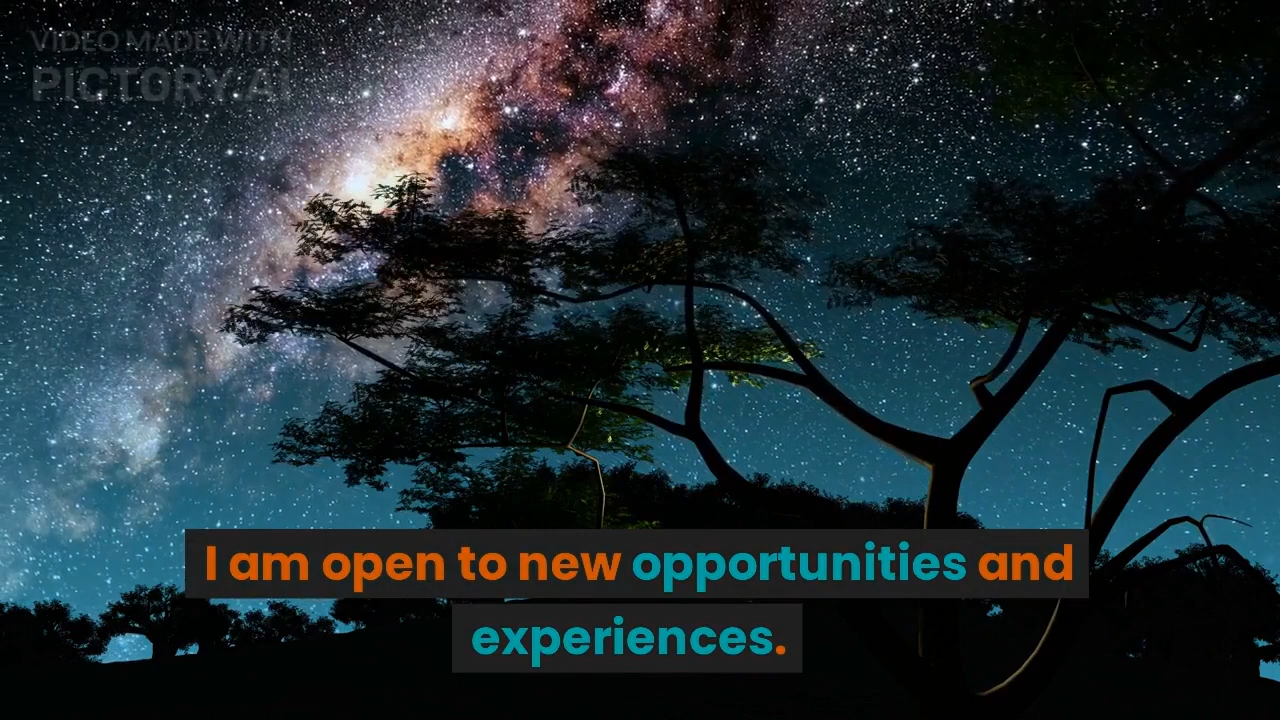 VIDEO MADE WITH
PICTORY.AI
I am open to new opportunities and
experiences.